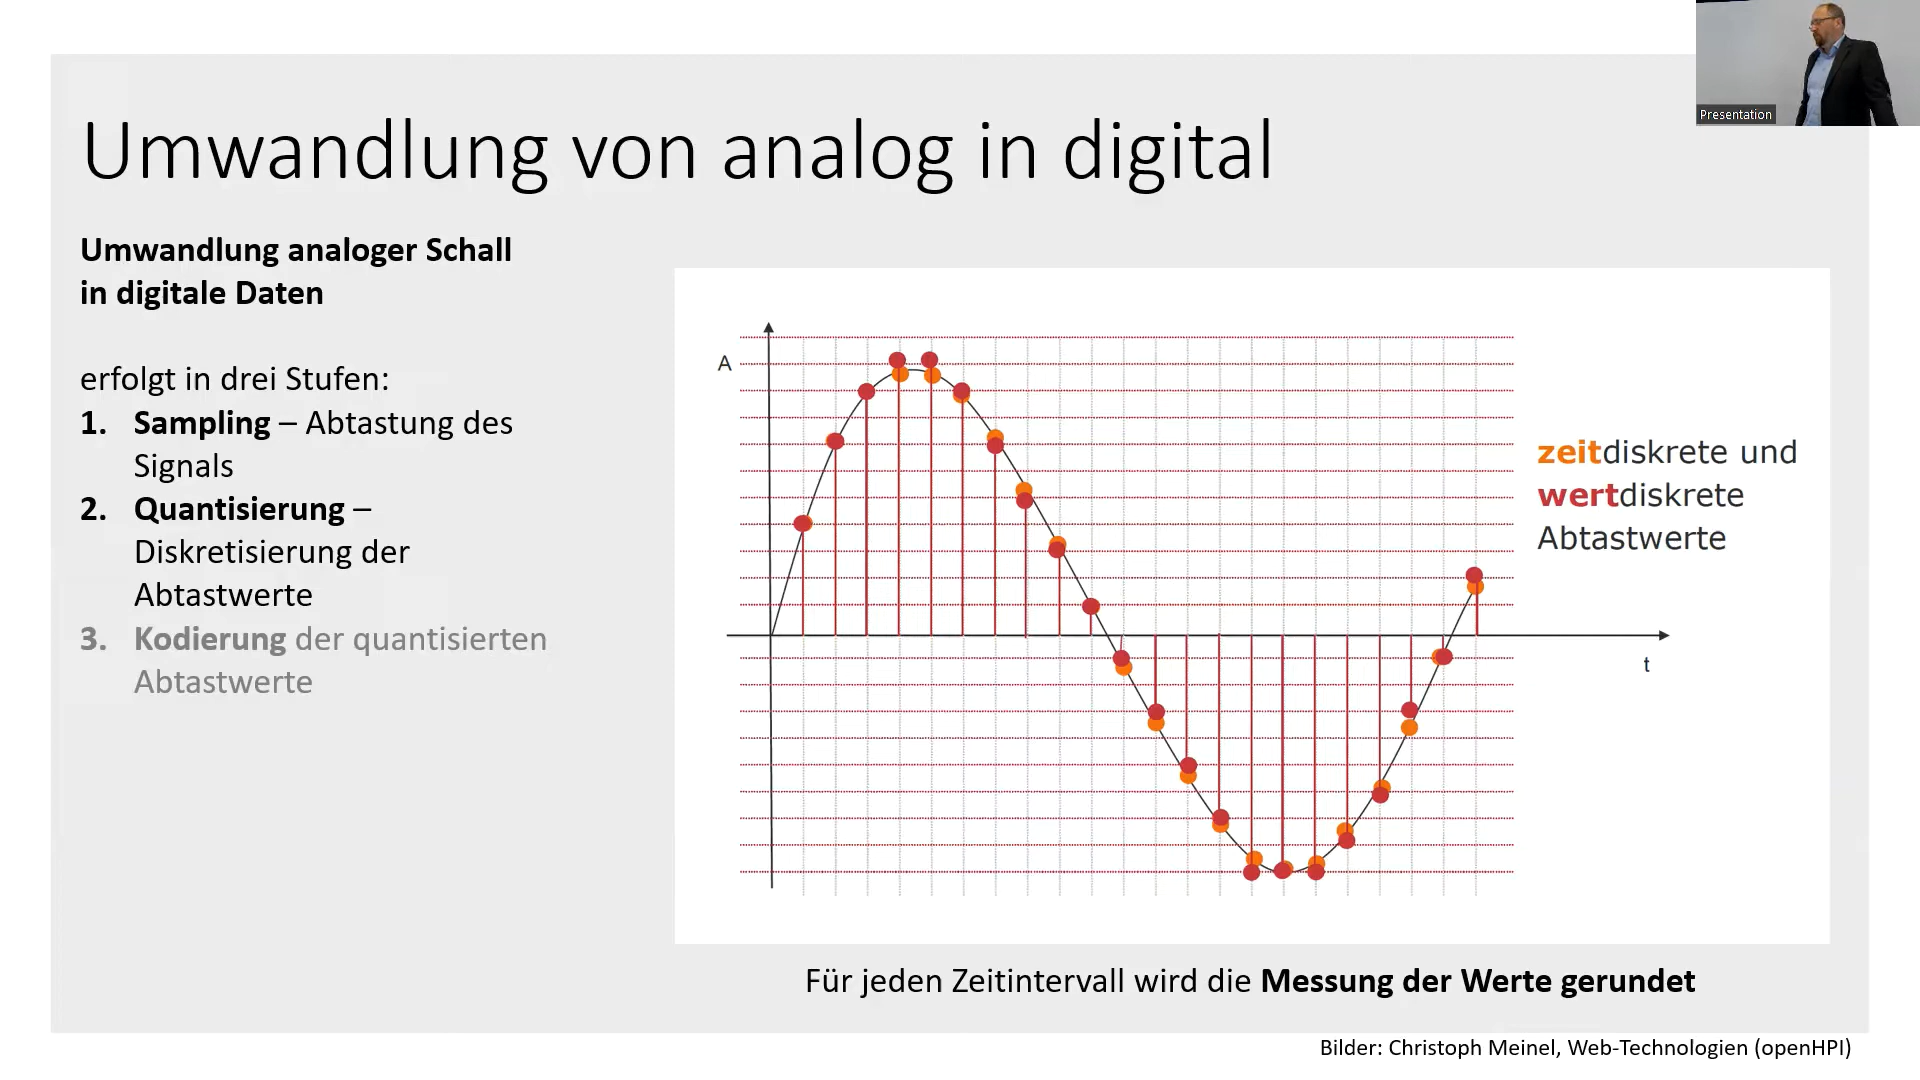 Presentation
Umwandlung von analog in digital
Umwandlung analoger Schall
in digitale Daten
erfolgt in drei Stufen:
1. Sampling – Abtastung des
Signals
2. Quantisierung –
Diskretisierung der
Abtastwerte
3. Kodierung der quantisierten
Abtastwerte
A
zeitdiskrete und
wertdiskrete
Abtastwerte
t
Für jeden Zeitintervall wird die Messung der Werte gerundet
Bilder: Christoph Meinel, Web-Technologien (openHPI)